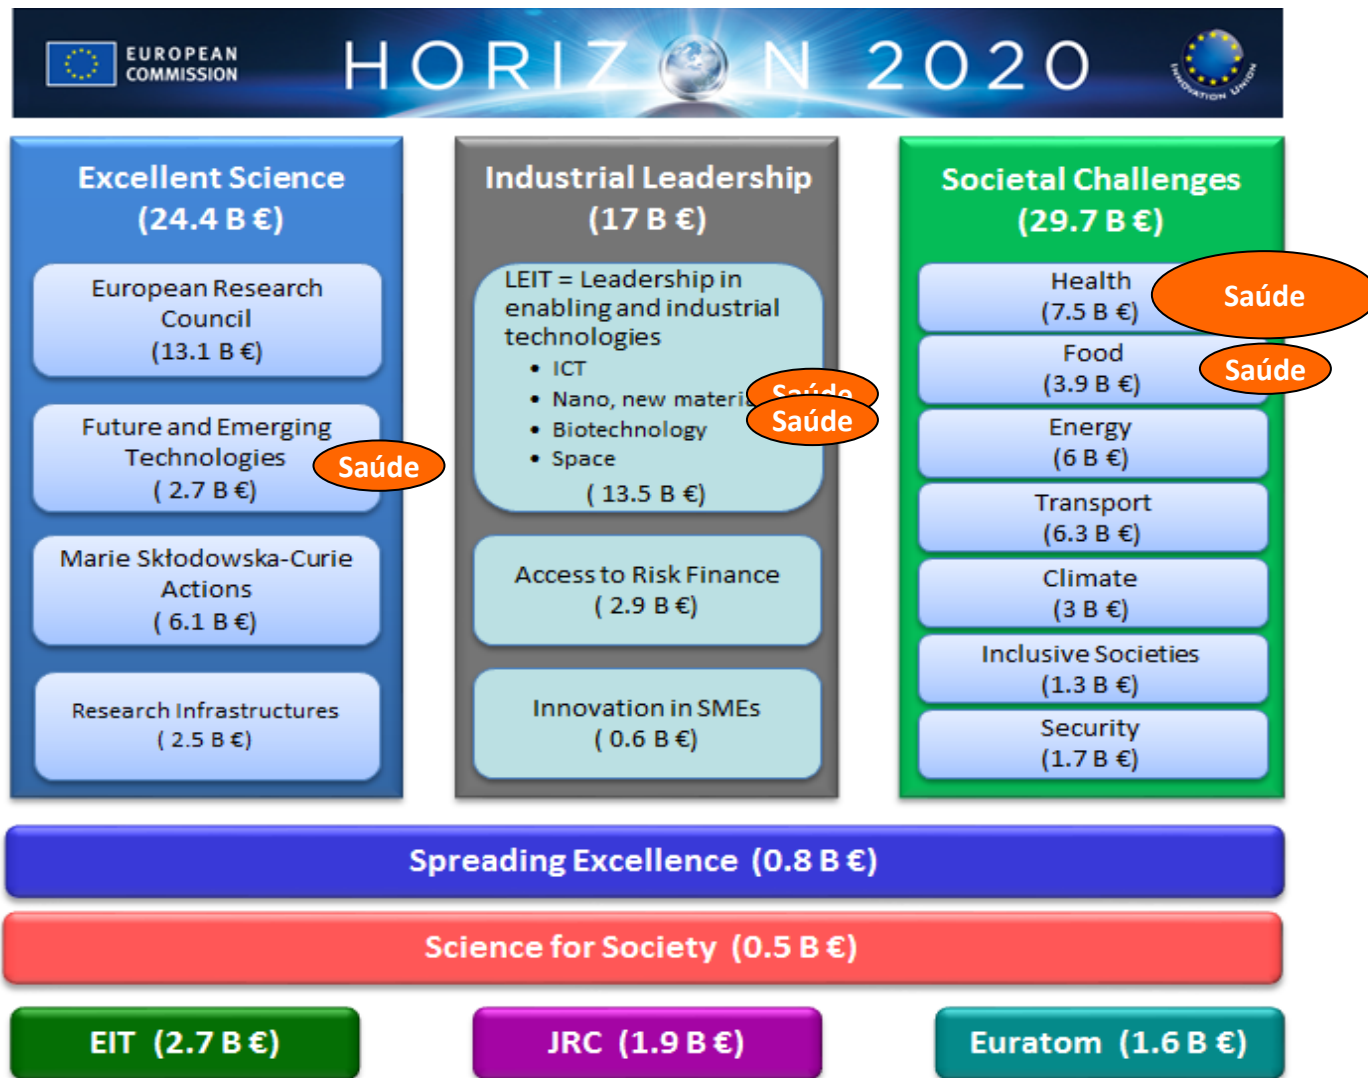 EUROPEAN
COMMISSION
HORIZON 2020
INNOVATION UNION
Excellent Science
(24.4 B €)
European Research
Council
(13.1 B €)
Future and Emerging
Technologies
( 2.7 B €)
Saúde
Marie Skłodowska-Curie
Actions
( 6.1 B €)
Research Infrastructures
( 2.5 B €)
Industrial Leadership
(17 B €)
LEIT = Leadership in
enabling and industrial
technologies
• ICT
• Nano, new materia
Saúde
• Biotechnology
Saúde
• Space
( 13.5 B €)
Access to Risk Finance
( 2.9 B €)
Innovation in SMEs
( 0.6 B €)
Societal Challenges
(29.7 B €)
Health
(7.5 B €)
Saúde
Food
(3.9 B €)
Saúde
Energy
(6 B €)
Transport
(6.3 B €)
Climate
(3 B €)
Inclusive Societies
(1.3 B €)
Security
(1.7 B €)
Spreading Excellence (0.8 B €)
Science for Society (0.5 B €)
EIT (2.7 B €)
JRC (1.9 B €)
Euratom (1.6 B €)